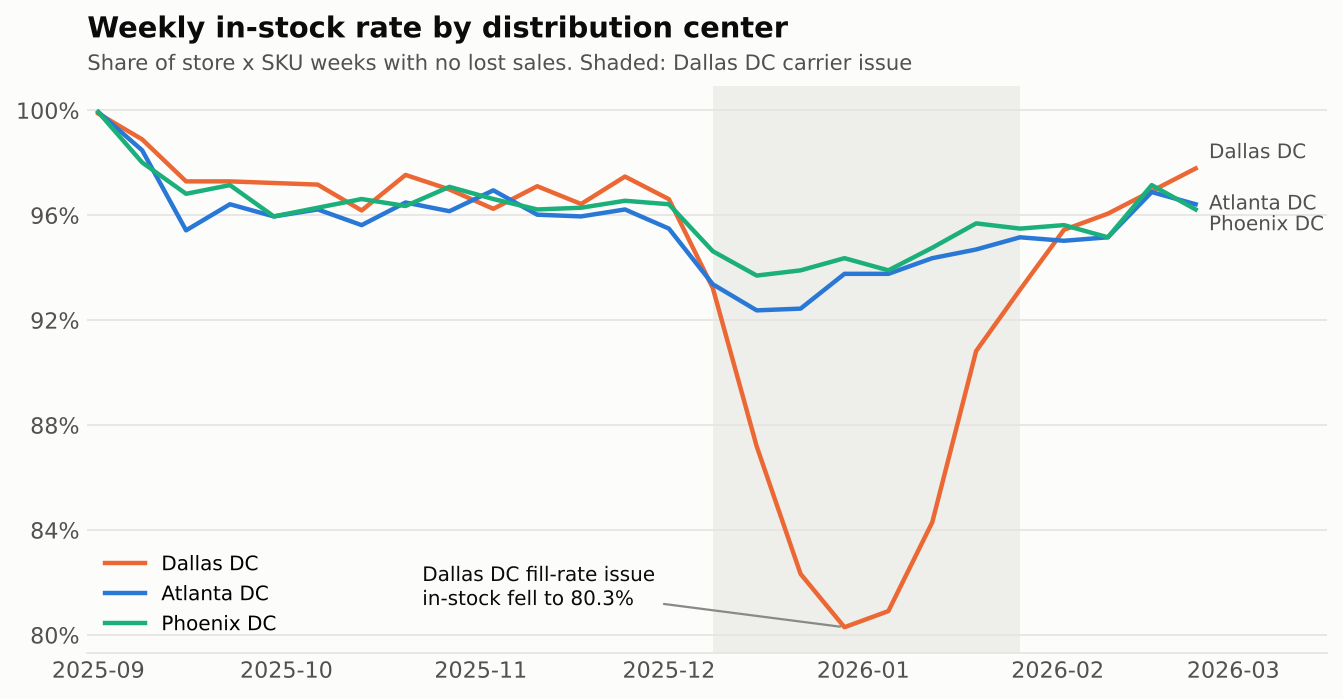 Weekly in-stock rate by distribution center
Share of store x SKU weeks with no lost sales. Shaded: Dallas DC carrier issue
100%
96%
92%
88%
84%
80%
Dallas DC
Atlanta DC
Phoenix DC
Dallas DC fill-rate issue
in-stock fell to 80.3%
Dallas DC
Atlanta DC
Phoenix DC
2025-09
2025-10
2025-11
2025-12
2026-01
2026-02
2026-03